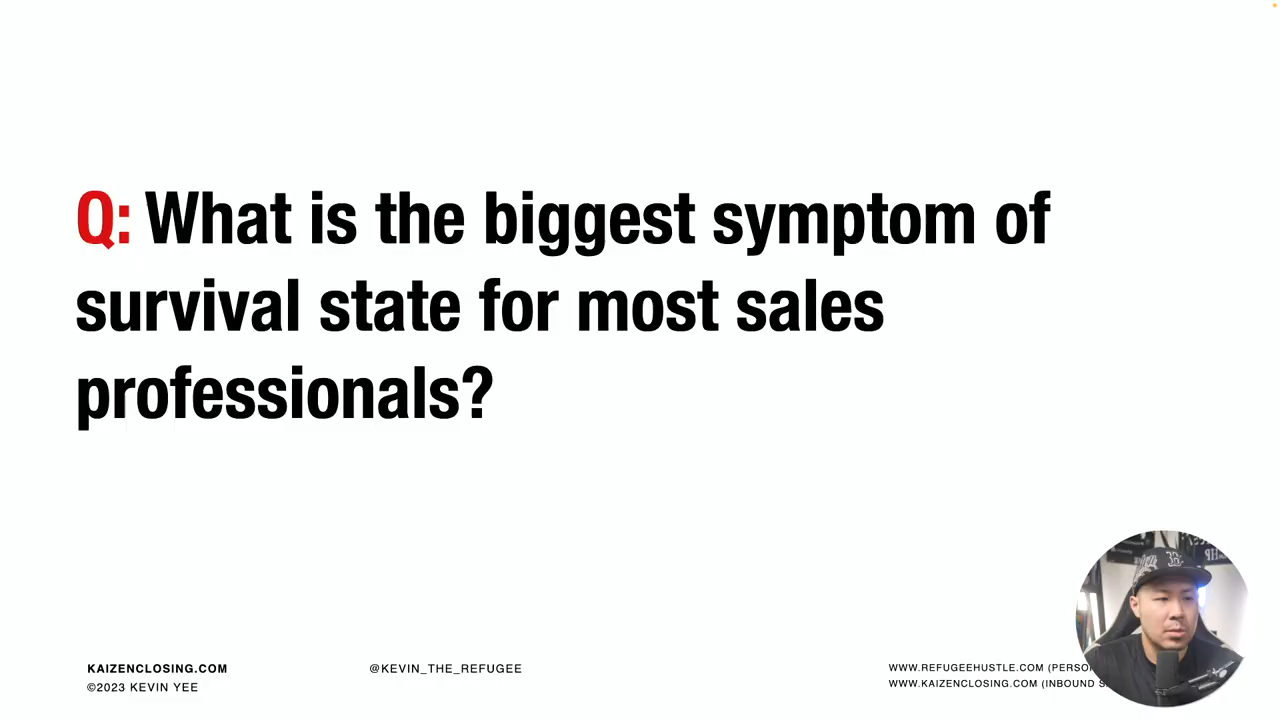 Q: What is the biggest symptom of
survival state for most sales
professionals?
KAIZENCLOSING.COM
©2023 KEVIN YEE
@KEVIN_THE_REFUGEE
WWW.REFUGEEHUSTLE.COM
WWW.KAIZENCLOSING.COM (INBOUND